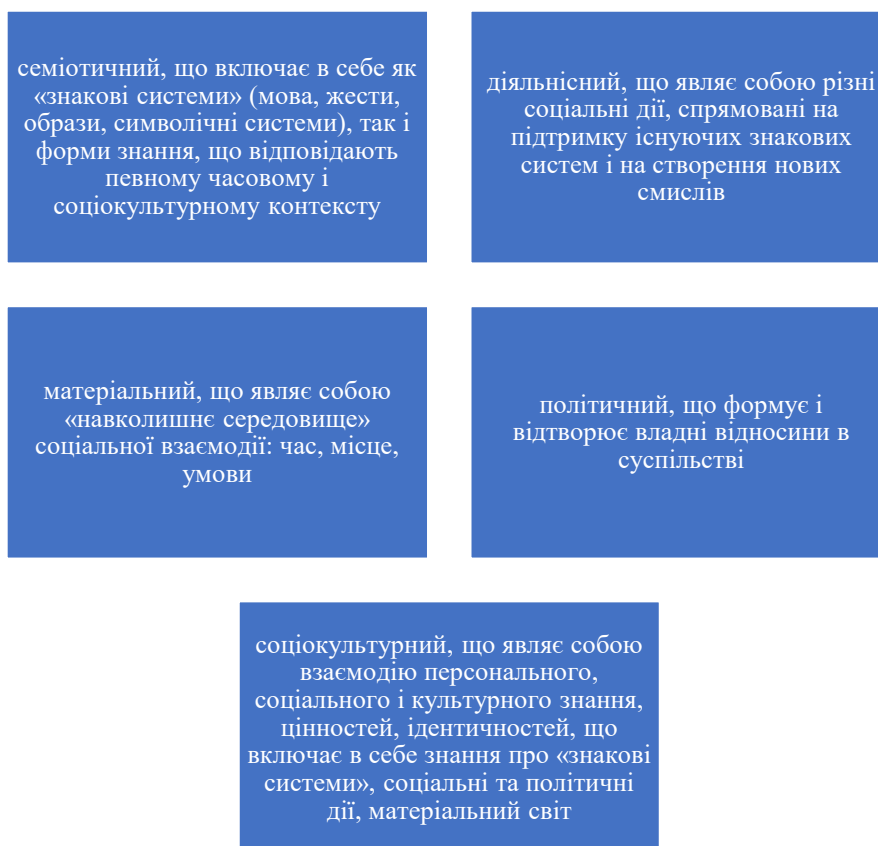 семіотичний, що включає в себе як
«знакові системи» (мова, жести,
образи, символічні системи), так і
форми знання, що відповідають
певному часовому і
соціокультурному контексту
діяльнісний, що являє собою різні
соціальні дії, спрямовані на
підтримку існуючих знакових
систем і на створення нових
смислів
матеріальний, що являє собою
«навколишнє середовище»
соціальної взаємодії: час, місце,
умови
політичний, що формує і
відтворює владні відносини в
суспільстві
соціокультурний, що являє собою
взаємодію персонального,
соціального і культурного знання,
цінностей, ідентичностей, що
включає в себе знання про «знакові
системи», соціальні та політичні
дії, матеріальний світ